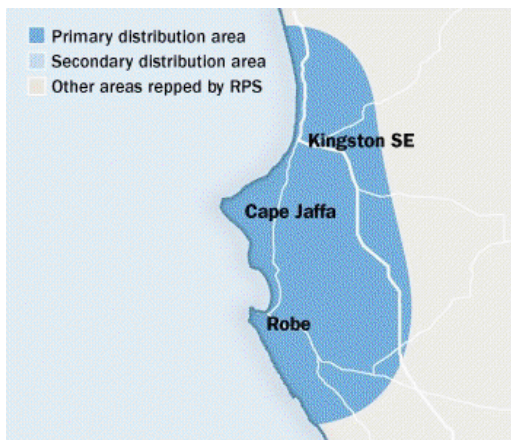 Primary distribution area
Secondary distribution area
Other areas repped by RPS
Kingston SE
Cape Jaffa
Robe